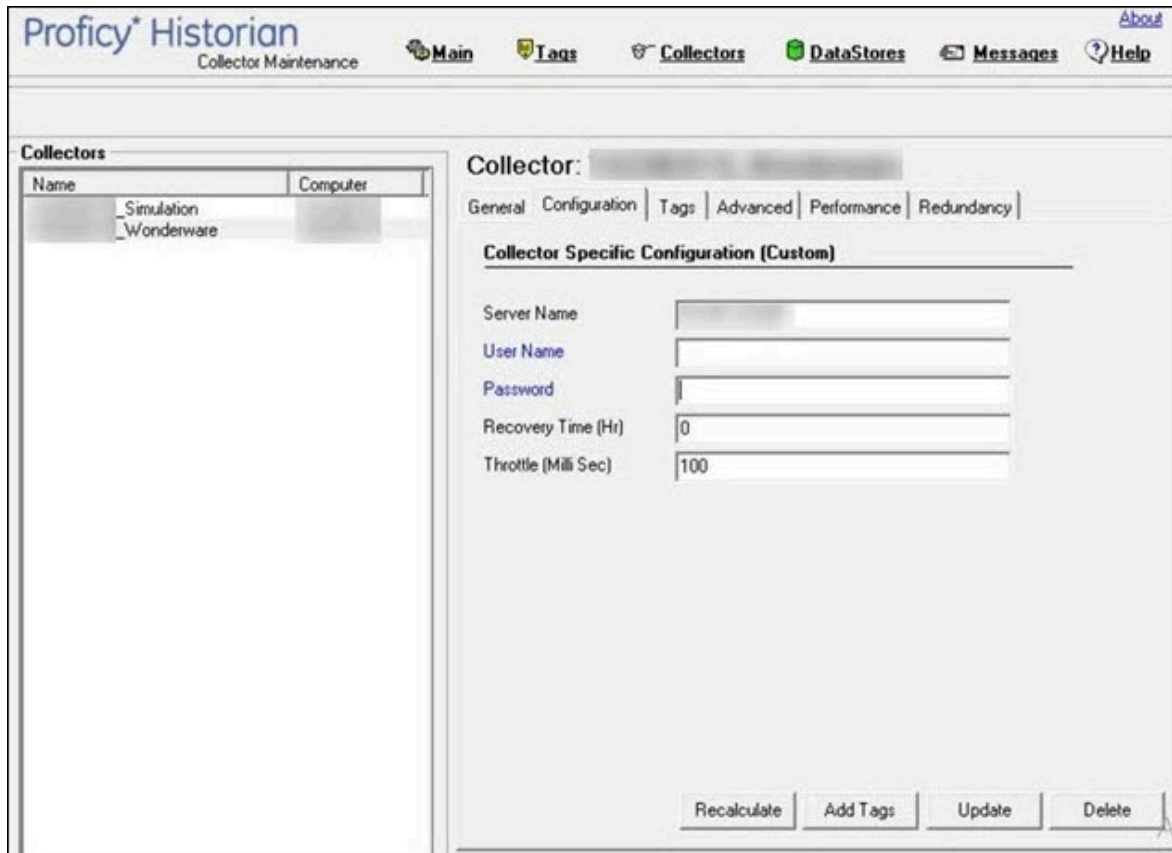 About
Proficy* Historian
Collector Maintenance
Main Tags Collectors DataStores Messages Help
Collectors
Name Computer
_Simulation
_Wonderware
Collector:
General Configuration Tags Advanced Performance Redundancy
Collector Specific Configuration (Custom)
Server Name
User Name
Password
Recovery Time (Hr) 0
Throttle (Milli Sec) 100
Recalculate Add Tags Update Delete